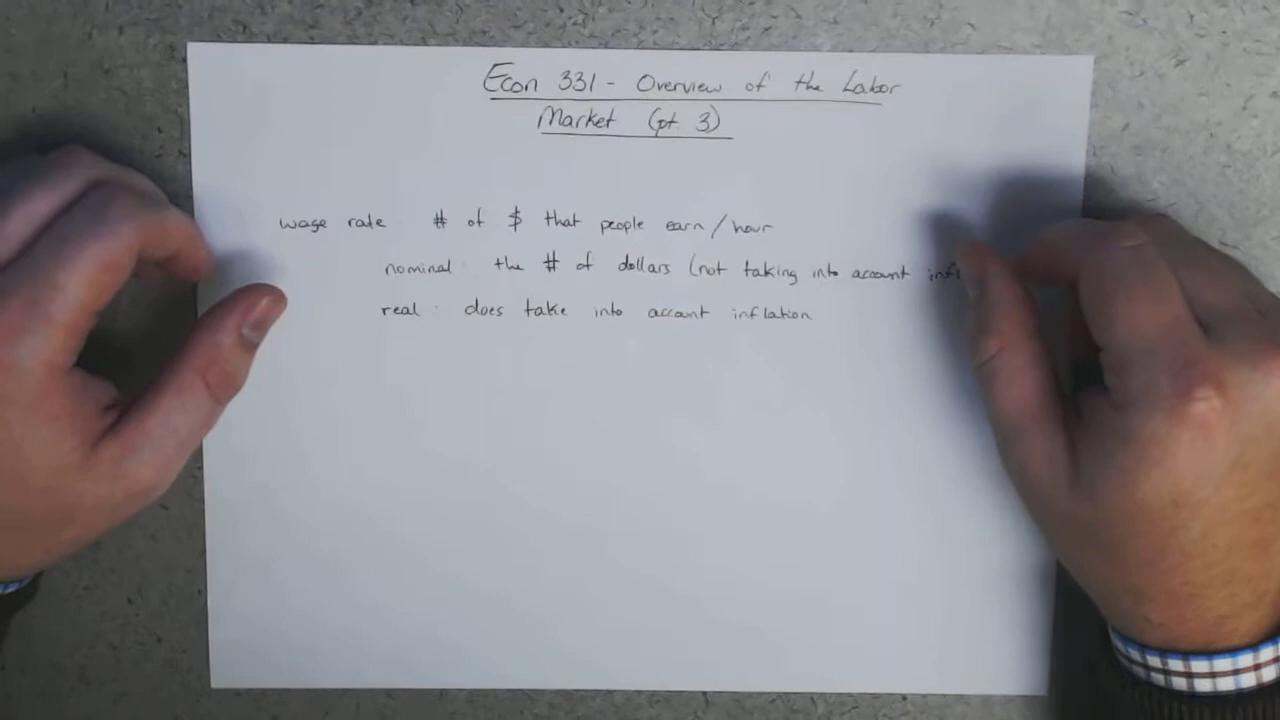 Econ 331 - Overview of the Labor
Market (pt. 3)
wage rate # of $ that people earn/hour
nominal : the # of dollars (not taking into account infl
real : does take into account inflation